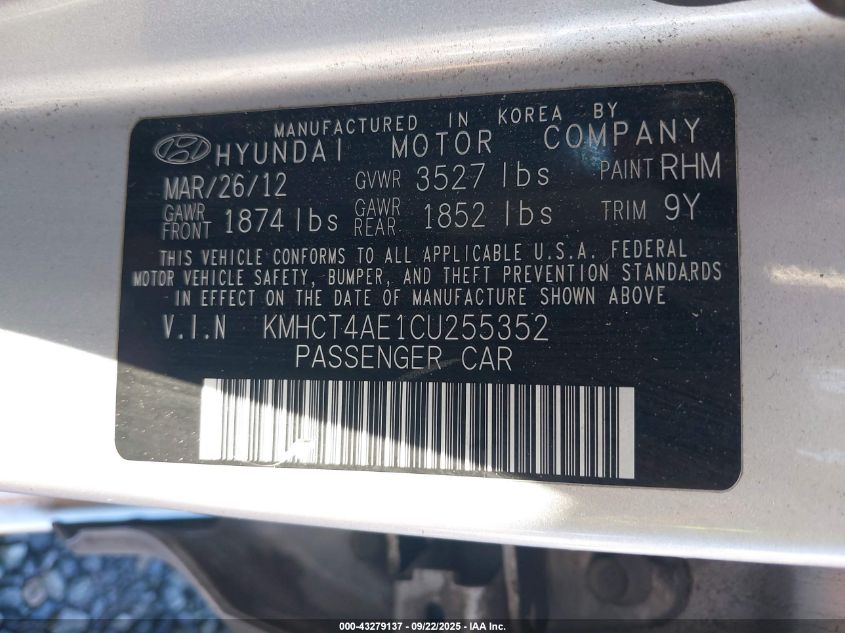 MANUFACTURED IN KOREA BY
HYUNDAI MOTOR COMPANY
MAR/26/12 GVWR 3527 lbs PAINT RHM
GAWR FRONT 1874 lbs GAWR REAR 1852 lbs TRIM 9Y
THIS VEHICLE CONFORMS TO ALL APPLICABLE U.S.A. FEDERAL
MOTOR VEHICLE SAFETY, BUMPER, AND THEFT PREVENTION STANDARDS
IN EFFECT ON THE DATE OF MANUFACTURE SHOWN ABOVE
V.I.N KMHCT4AE1CU255352
PASSENGER CAR
000-43279137 - 09/22/2025 - IAA Inc.